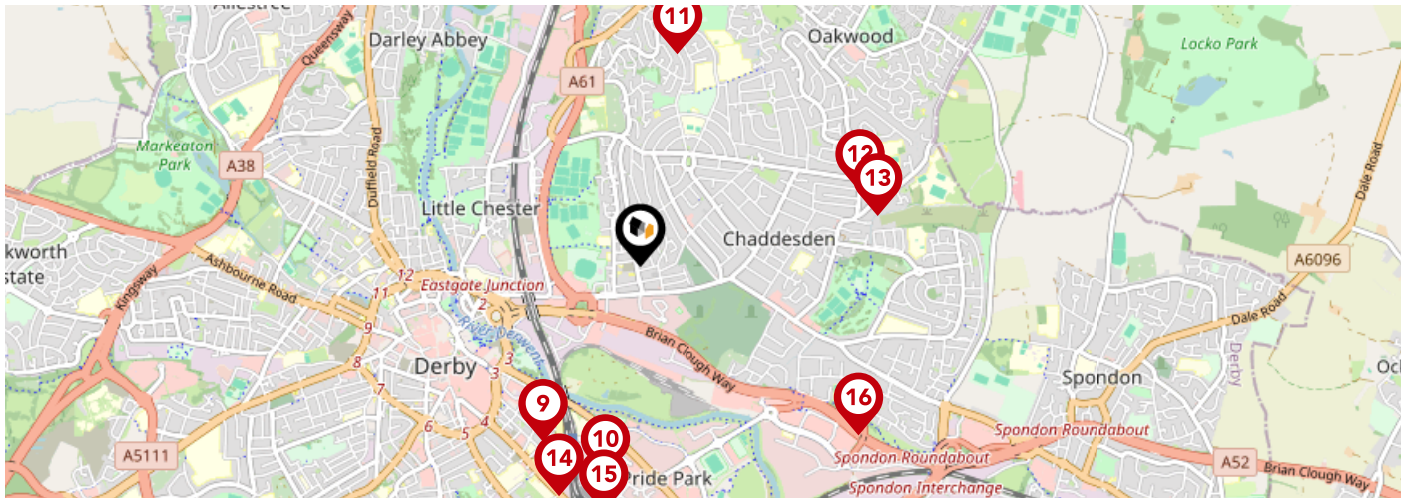 11
Queensway
Darley Abbey
Oakwood
Locko Park
A61
Markeaton
Park
A38
Duffield Road
12
13
Dale Road
Little Chester
Chaddesden
kworth
state
Kingsway
Ashbourne Road
12
11
Eastgate Junction
2
A6096
9
River Derwent
Brian Clough Way
Dale Road
Derby
Derby
3
8
3
7
Spondon
9
16
6
5
4
10
Spondon Roundabout
A5111
14
15
Pride Park
Spondon Roundabout
A52
Brian Clough Way
Spondon Interchange